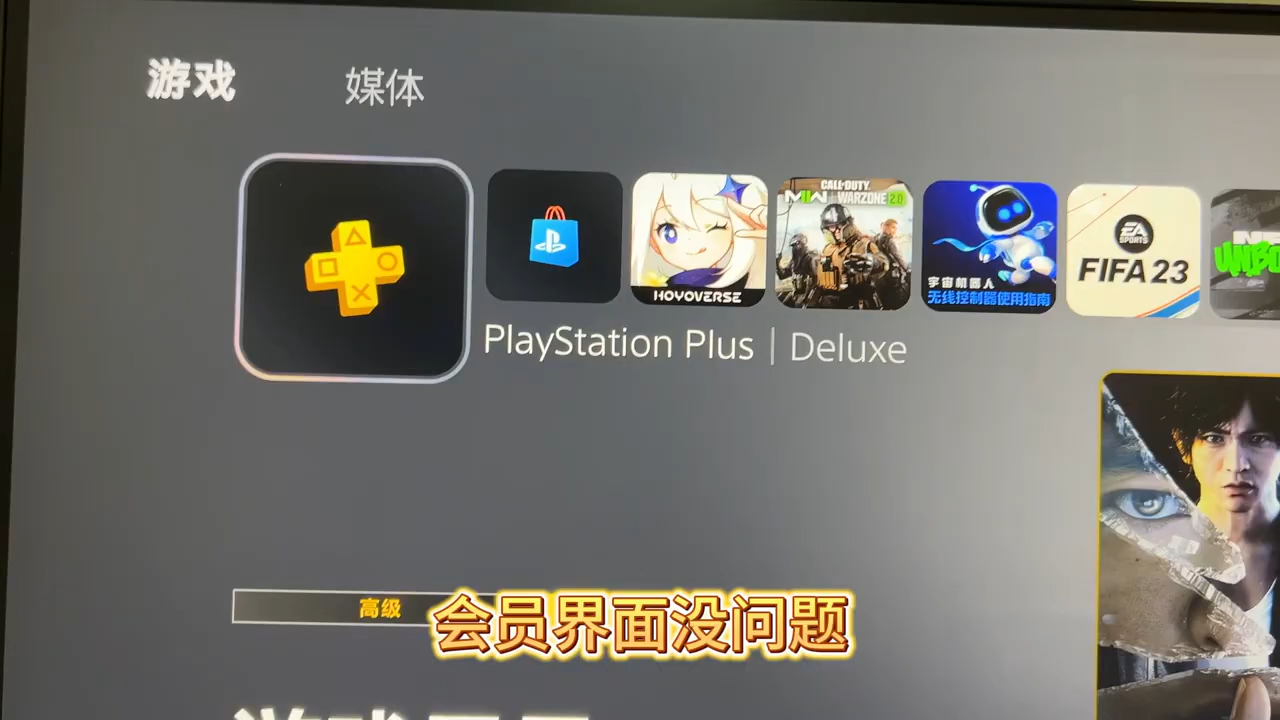 游戏
媒体
HOYOVERSE
CALL·DUTY
MW WARZONE 2.0
宇宙机器人
无线控制器使用指南
EA
SPORTS
FIFA 23
PlayStation Plus | Deluxe
高级
会员界面没问题